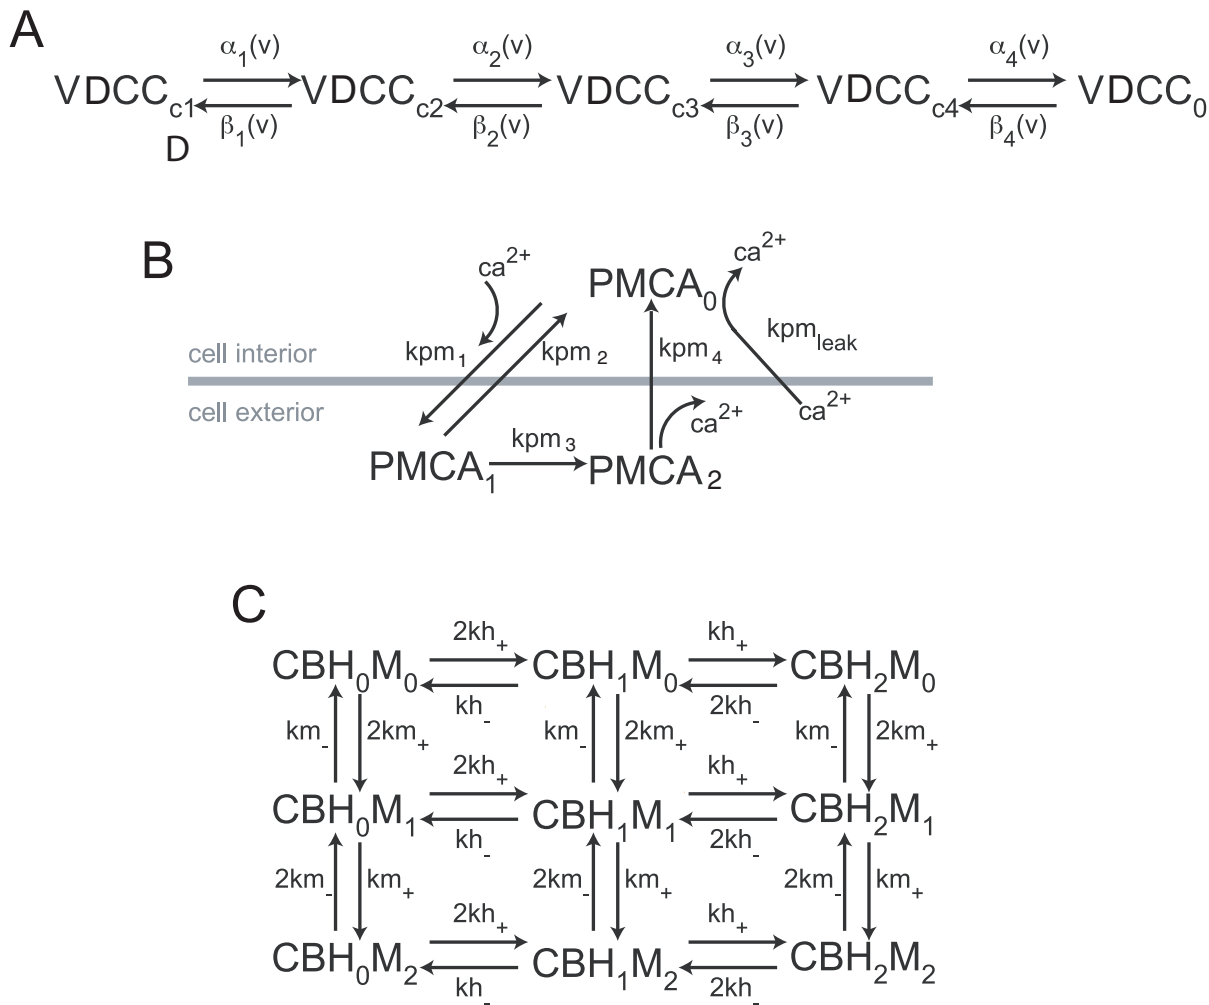 A
α1(v) α2(v) α3(v) α4(v)
VDCCc1 VDCCc2 VDCCc3 VDCCc4 VDCC0
β1(v) β2(v) β3(v) β4(v)
D
B
ca2+ ca2+
PMCA0
kpm1 kpm2 kpm4 kpmleak
cell interior
cell exterior
ca2+ ca2+
kpm3
PMCA1 PMCA2
C
2kh+ kh+
CBH0M0 CBH1M0 CBH2M0
kh- 2kh-
km- 2km+ km- 2km+ km- 2km+
2kh+ kh+
CBH0M1 CBH1M1 CBH2M1
kh- 2kh-
2km- km+ 2km- km+ 2km- km+
2kh+ kh+
CBH0M2 CBH1M2 CBH2M2
kh- 2kh-